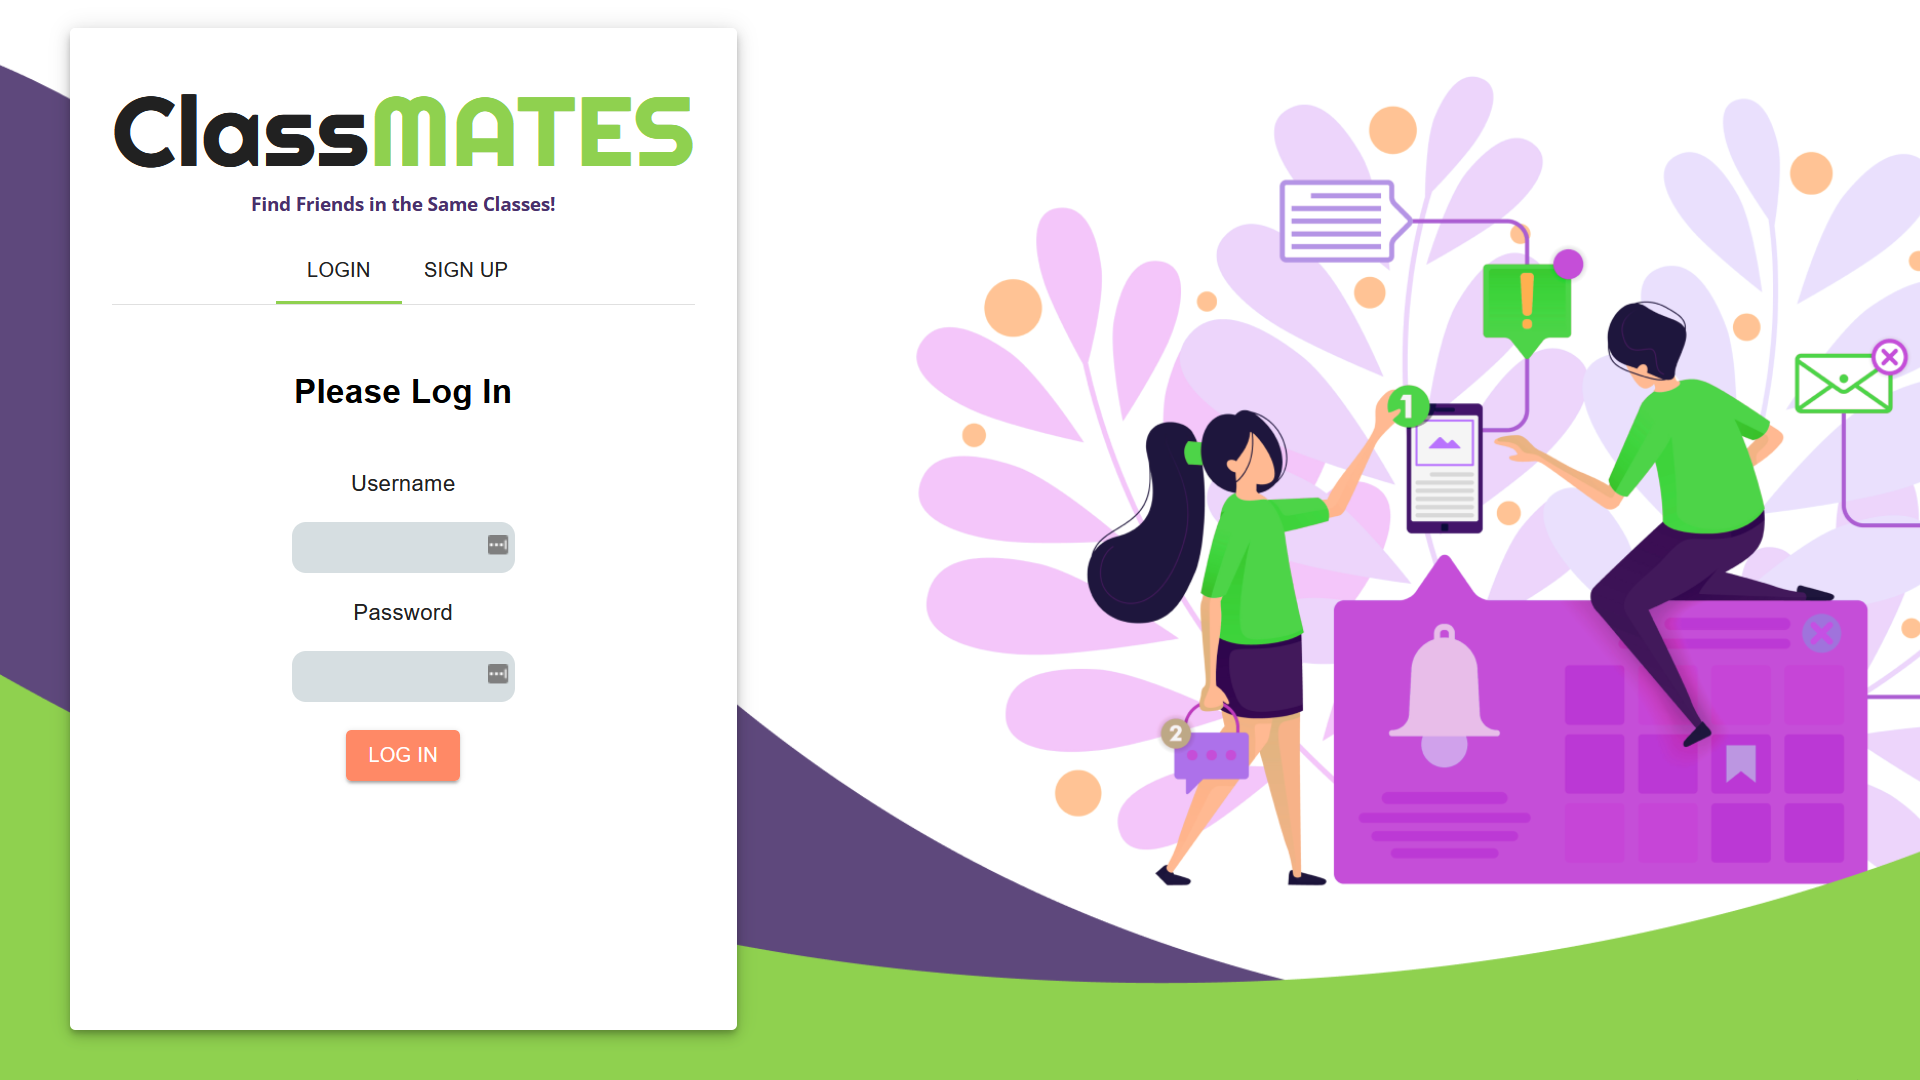 ClassMATES
Find Friends in the Same Classes!
LOGIN
SIGN UP
Please Log In
Username
Password
LOG IN
1
!
2